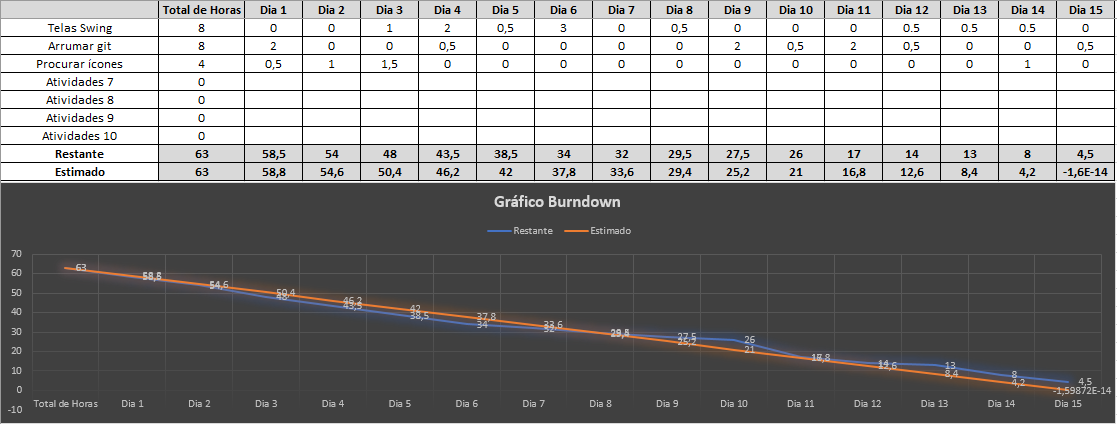 Total de Horas Dia 1 Dia 2 Dia 3 Dia 4 Dia 5 Dia 6 Dia 7 Dia 8 Dia 9 Dia 10 Dia 11 Dia 12 Dia 13 Dia 14 Dia 15
Telas Swing 8 0 0 1 2 0,5 3 0 0,5 0 0 0 0.5 0.5 0.5 0
Arrumar git 8 2 0 0 0,5 0 0 0 0 2 0,5 2 0,5 0 0 0,5
Procurar ícones 4 0,5 1 1,5 0 0 0 0 0 0 0 0 0 0 1 0
Atividades 7 0
Atividades 8 0
Atividades 9 0
Atividades 10 0
Restante 63 58,5 54 48 43,5 38,5 34 32 29,5 27,5 26 17 14 13 8 4,5
Estimado 63 58,8 54,6 50,4 46,2 42 37,8 33,6 29,4 25,2 21 16,8 12,6 8,4 4,2 -1,6E-14
Gráfico Burndown
Restante Estimado
70
60
50
40
30
20
10
0
-10
63 54,6 50,4 48 46,2 43,5 42 38,5 37,8 34 33,6 32 27,5 25,2 26 21 14 12,6 13 8,4 8 4,2 4,5 -1,59872E-14
Total de Horas Dia 1 Dia 2 Dia 3 Dia 4 Dia 5 Dia 6 Dia 7 Dia 8 Dia 9 Dia 10 Dia 11 Dia 12 Dia 13 Dia 14 Dia 15